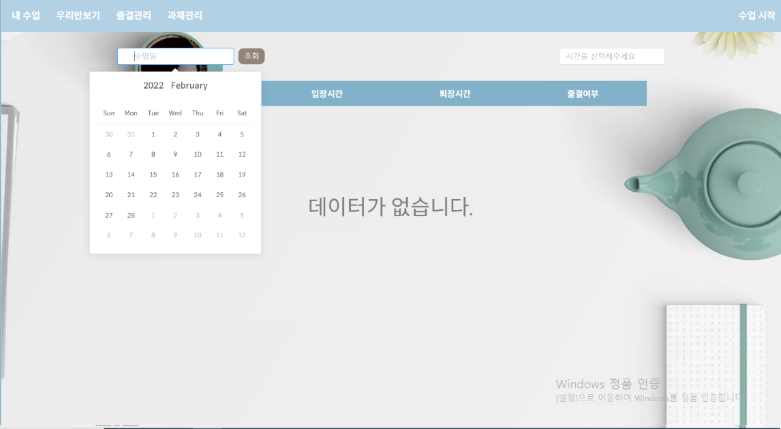 내 수업 우리반보기 출결관리 과제관리 수업 시작
수업일 조회 시간을 선택해주세요
2022 February
입장시간 퇴장시간 출결여부
Sun Mon Tue Wed Thu Fri Sat
30 31 1 2 3 4 5
6 7 8 9 10 11 12
13 14 15 16 17 18 19
20 21 22 23 24 25 26
27 28 1 2 3 4 5
6 7 8 9 10 11 12
데이터가 없습니다.
Windows 정품 인증
[설정]으로 이동하여 Windows를 정품 인증합니다.